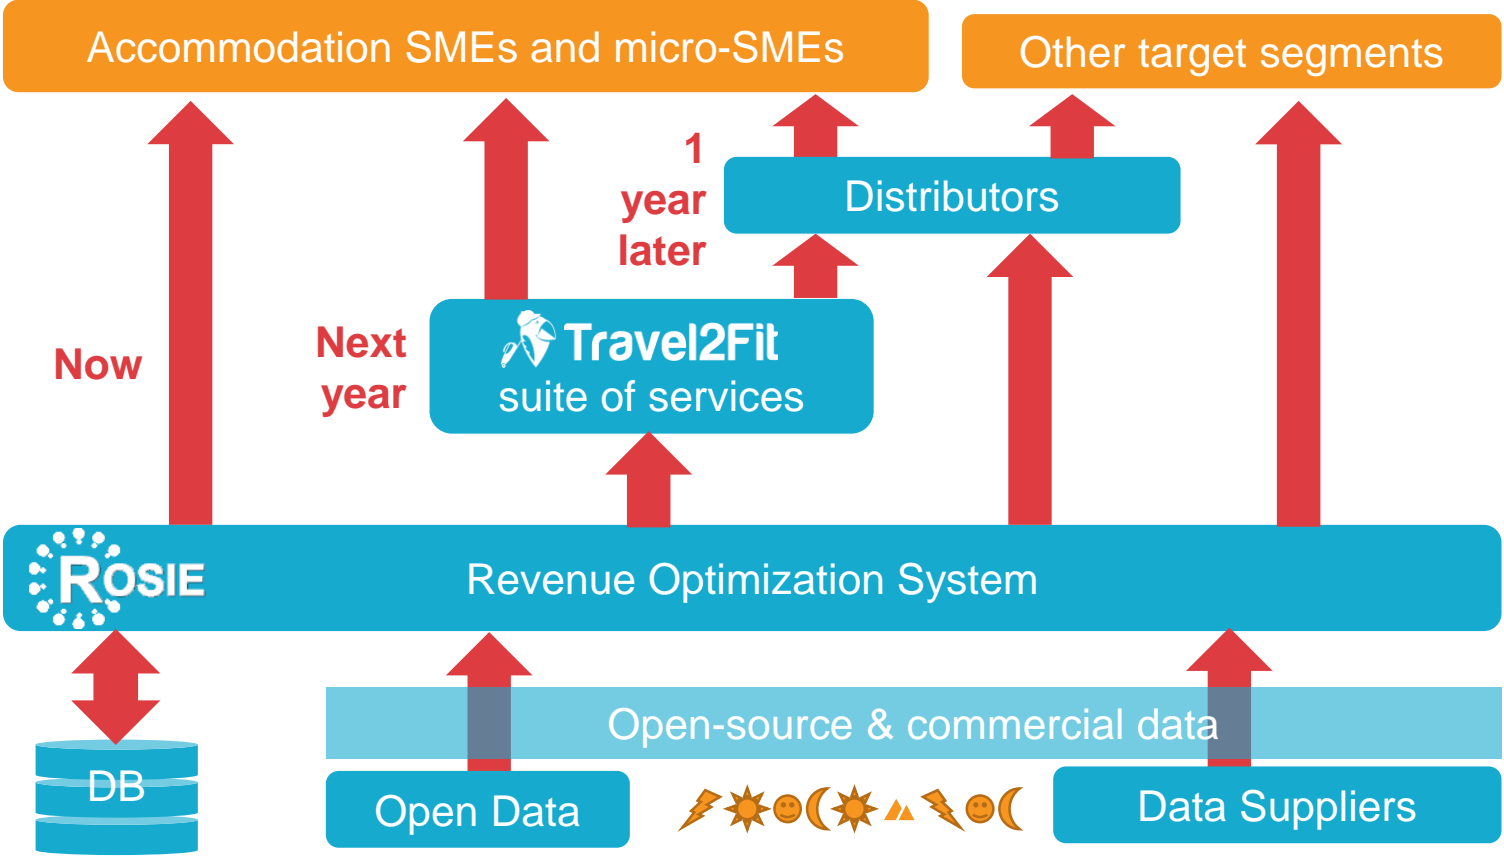 Accommodation SMEs and micro-SMEs
Other target segments
1
year
later
Distributors
Now
Next
year
Travel2Fit
suite of services
ROSIE
Revenue Optimization System
Open-source & commercial data
DB
Open Data
Data Suppliers